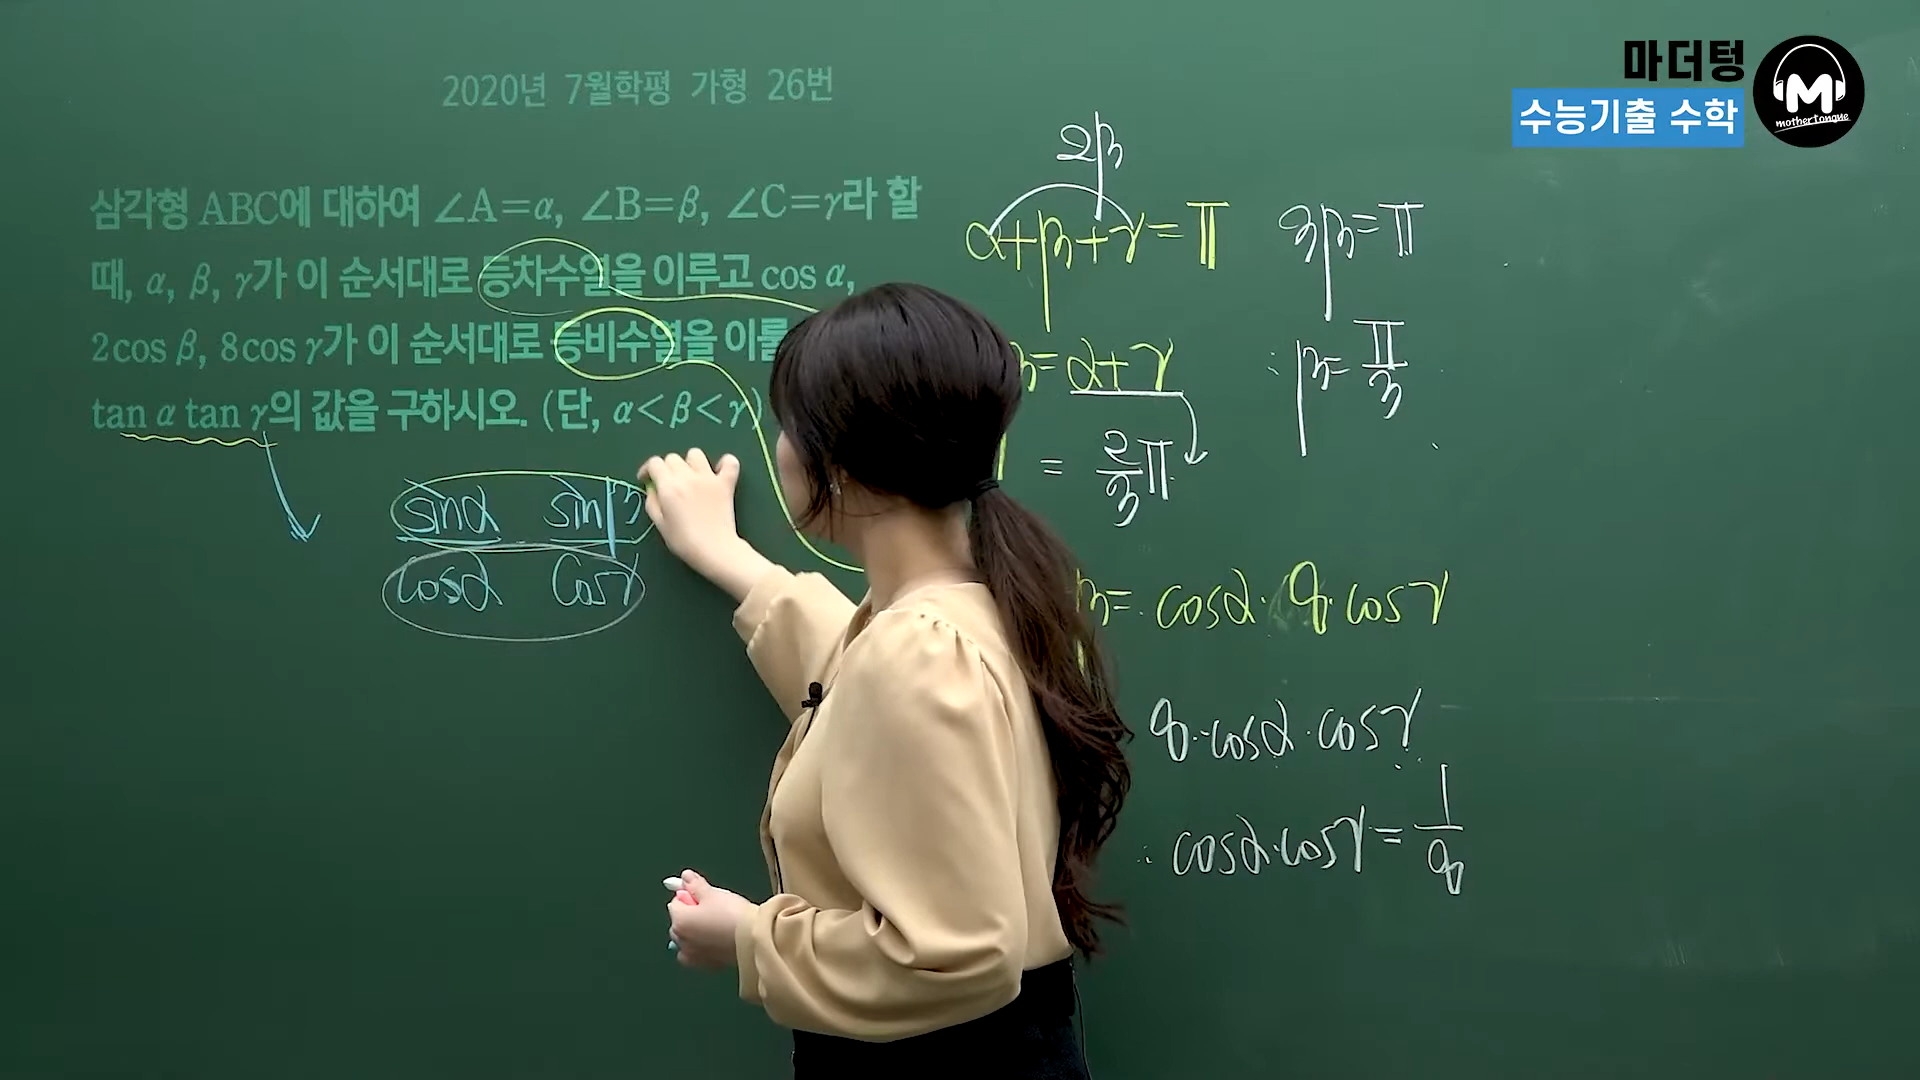 마더텅
수능기출 수학
M
mothertongue
2020년 7월학평 가형 26번
삼각형 ABC에 대하여 ∠A=α, ∠B=β, ∠C=γ라 할
때, α, β, γ가 이 순서대로 등차수열을 이루고 cos α,
2cos β, 8cos γ가 이 순서대로 등비수열을 이룰
tan α tan γ의 값을 구하시오. (단, α<β<γ)
sinα sinβ
cosα cosγ
2β
α+β+γ=π
3β=π
β=α+γ
∴ β=π/3
= 2/3 π
β= cosα·8·cosγ
8·cosα·cosγ
∴ cosα·cosγ=1/8